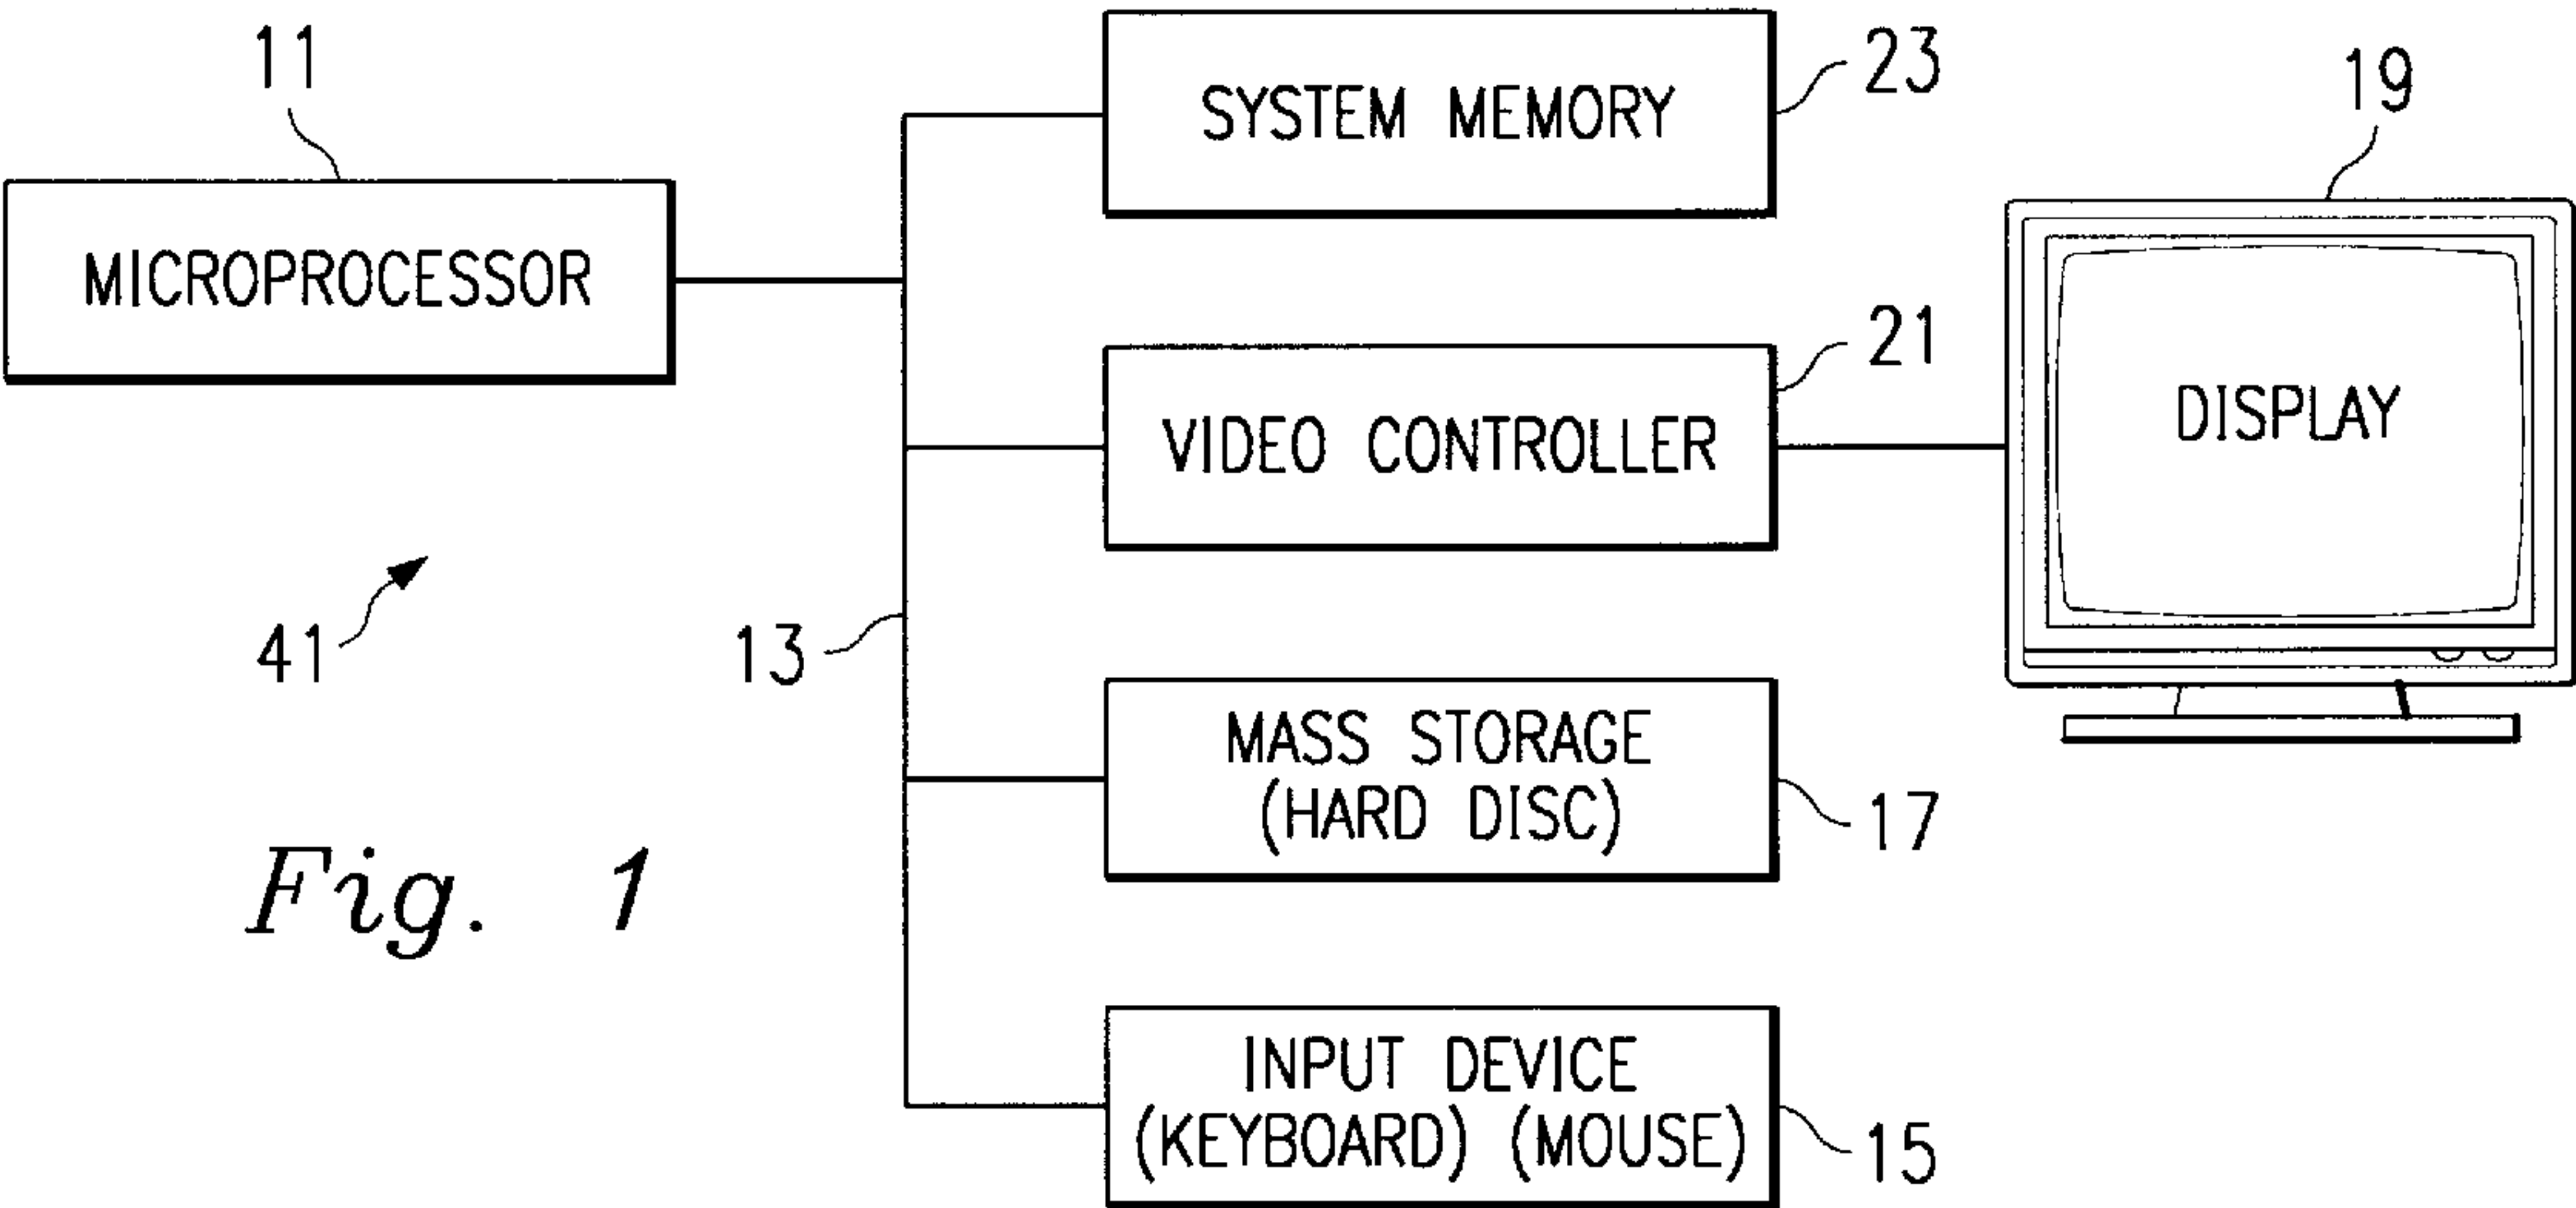 11
MICROPROCESSOR
SYSTEM MEMORY
23
19
VIDEO CONTROLLER
21
DISPLAY
41
13
MASS STORAGE
(HARD DISC)
17
INPUT DEVICE
(KEYBOARD) (MOUSE)
15
Fig. 1